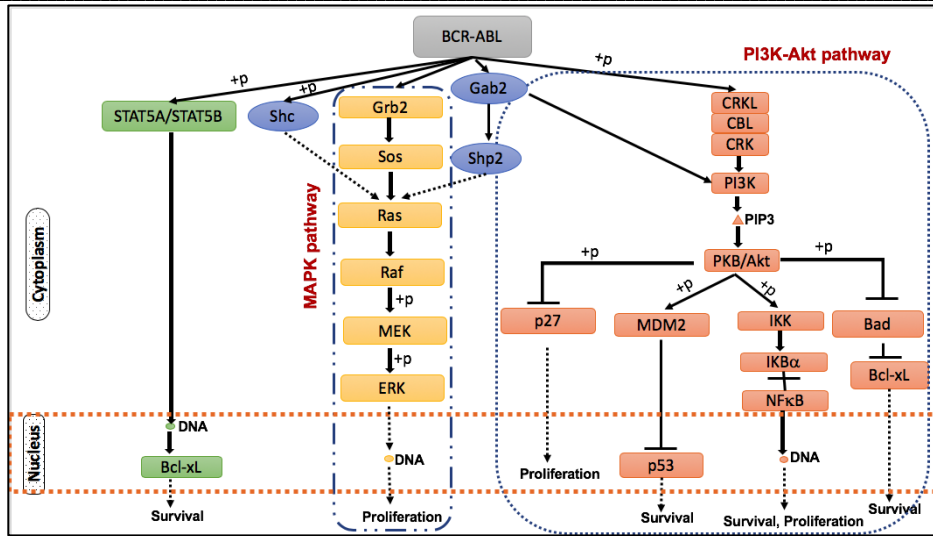 BCR-ABL
PI3K-Akt pathway
+p
+p
+p
STAT5A/STAT5B
Shc
Grb2
Gab2
CRKL
CBL
CRK
Sos
Shp2
PI3K
Ras
PIP3
MAPK pathway
Cytoplasm
Raf
PKB/Akt
+p
+p
+p
+p
+p
p27
MDM2
IKK
Bad
MEK
+p
IKBα
ERK
Bcl-xL
NFκB
Nucleus
DNA
DNA
DNA
Bcl-xL
p53
Proliferation
Survival
Proliferation
Survival
Survival, Proliferation
Survival